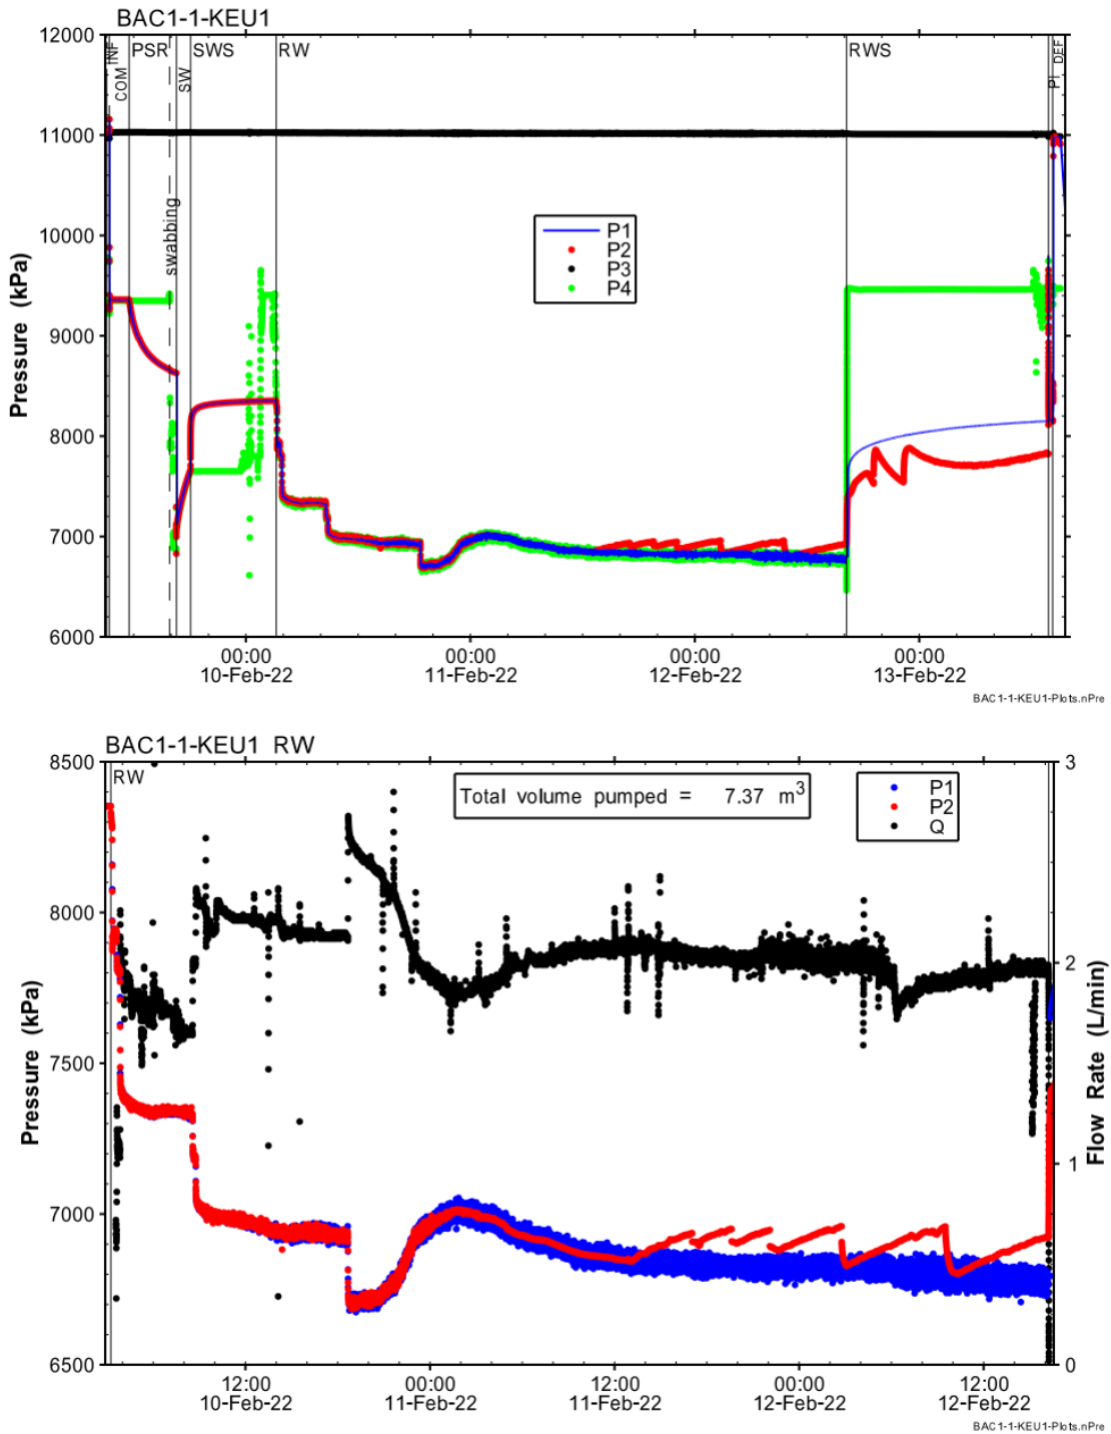 BAC1-1-KEU1
12000
11000
10000
9000
8000
7000
6000
Pressure (kPa)
INF
COM
PSR
swabbing
SW
SWS
RW
RWS
PI
DEF
P1
P2
P3
P4
00:00 00:00 00:00 00:00
10-Feb-22 11-Feb-22 12-Feb-22 13-Feb-22
BAC1-1-KEU1-Plots.nPre
BAC1-1-KEU1 RW
8500
8000
7500
7000
6500
Pressure (kPa)
RW
Total volume pumped = 7.37 m³
P1
P2
Q
3
2
1
0
Flow Rate (L/min)
12:00 00:00 12:00 00:00 12:00
10-Feb-22 11-Feb-22 11-Feb-22 12-Feb-22 12-Feb-22
BAC1-1-KEU1-Plots.nPre